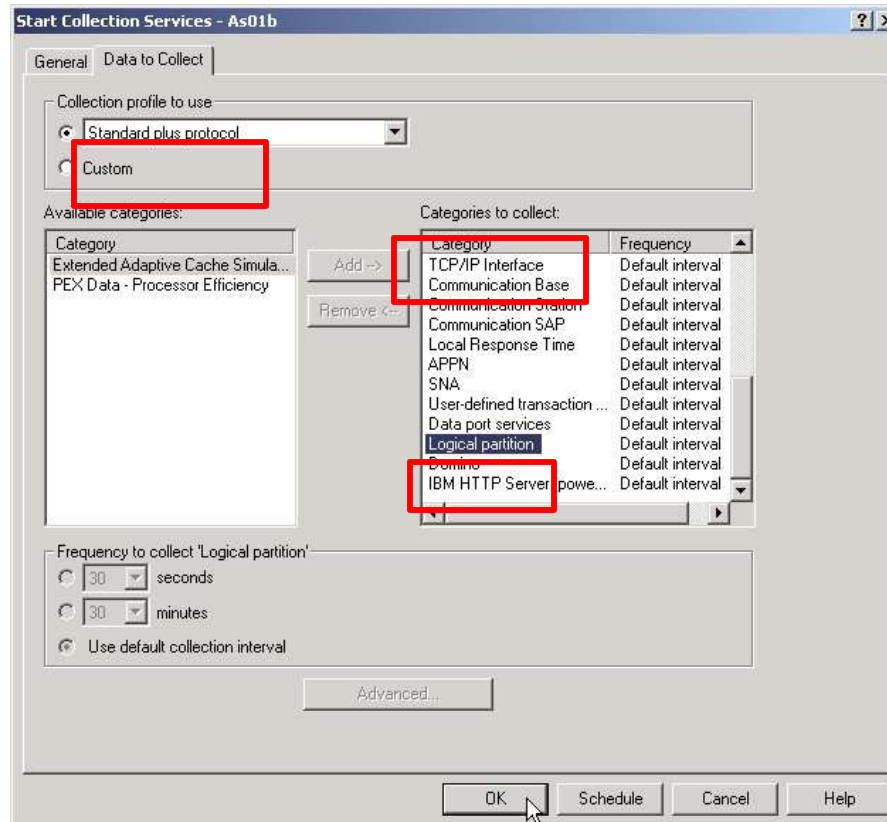 Start Collection Services - As01b
General Data to Collect
Collection profile to use
Standard plus protocol
Custom
Available categories:
Category
Extended Adaptive Cache Simula...
PEX Data - Processor Efficiency
Add -->
Remove <--
Categories to collect:
Category Frequency
TCP/IP Interface Default interval
Communication Base Default interval
Communication Station Default interval
Communication SAP Default interval
Local Response Time Default interval
APPN Default interval
SNA Default interval
User-defined transaction ... Default interval
Data port services Default interval
Logical partition Default interval
Domino Default interval
IBM HTTP Server (powe... Default interval
Frequency to collect 'Logical partition'
30 seconds
30 minutes
Use default collection interval
Advanced...
OK Schedule Cancel Help